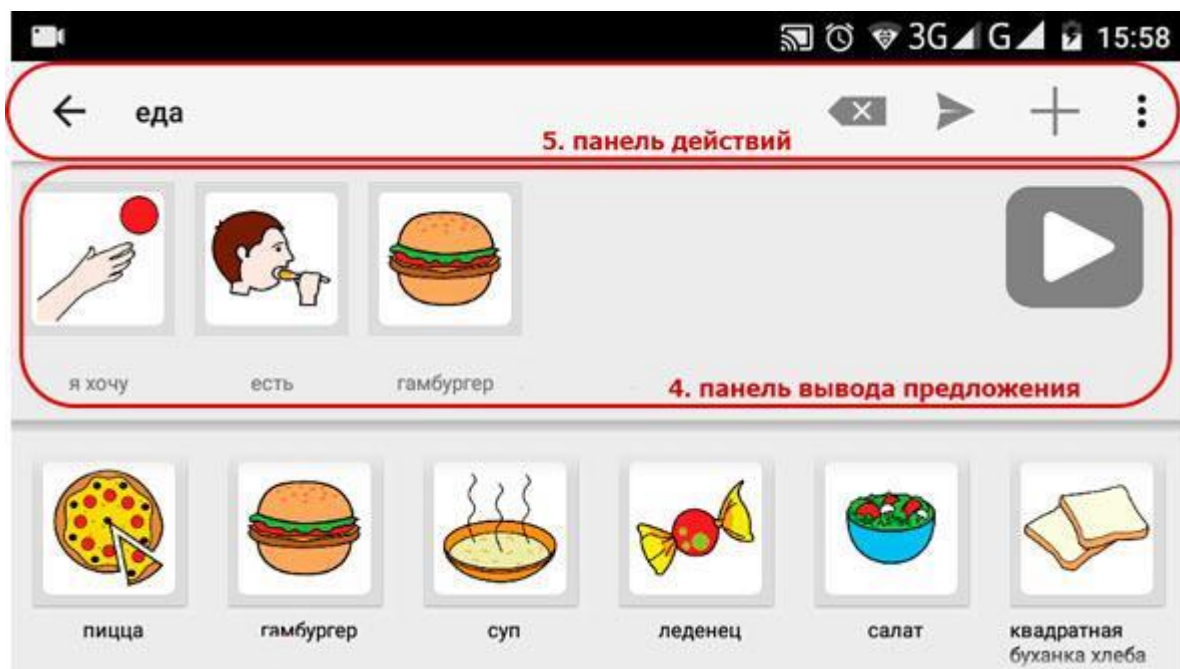 3G G 15:58
еда
5. панель действий
я хочу есть гамбургер
4. панель вывода предложения
пицца гамбургер суп леденец салат квадратная
буханка хлеба